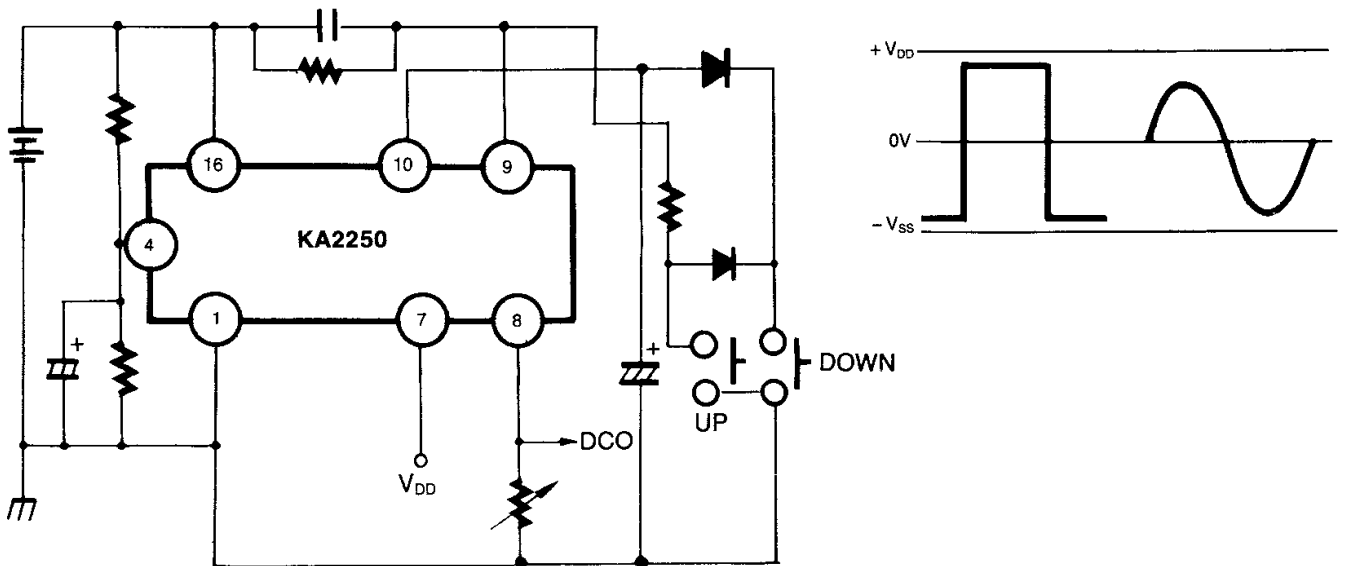 + V_DD
16
10
9
0V
4
KA2250
– V_SS
1
7
8
+
+
DOWN
UP
DCO
V_DD